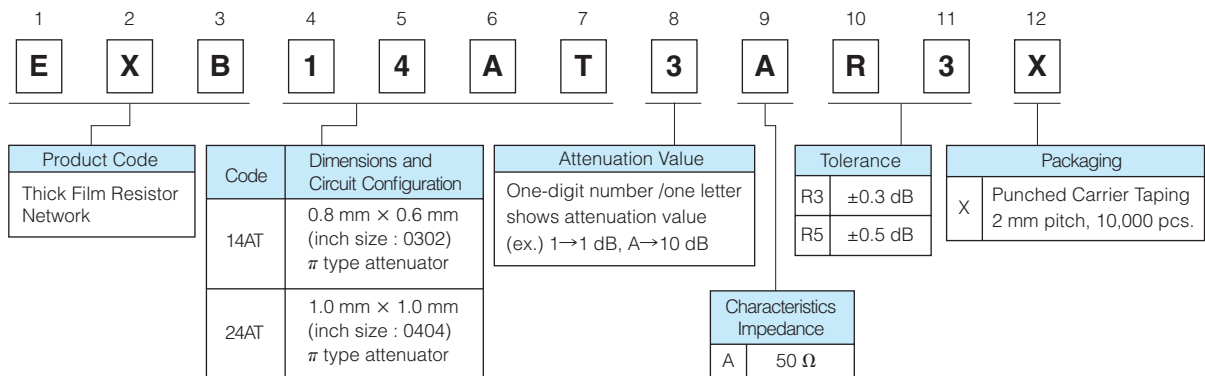 1 2 3 4 5 6 7 8 9 10 11 12
E X B 1 4 A T 3 A R 3 X
Product Code
Thick Film Resistor
Network
Code
Dimensions and
Circuit Configuration
14AT
0.8 mm × 0.6 mm
(inch size : 0302)
π type attenuator
24AT
1.0 mm × 1.0 mm
(inch size : 0404)
π type attenuator
Attenuation Value
One-digit number /one letter
shows attenuation value
(ex.) 1→1 dB, A→10 dB
Characteristics
Impedance
A 50 Ω
Tolerance
R3 ±0.3 dB
R5 ±0.5 dB
Packaging
X
Punched Carrier Taping
2 mm pitch, 10,000 pcs.